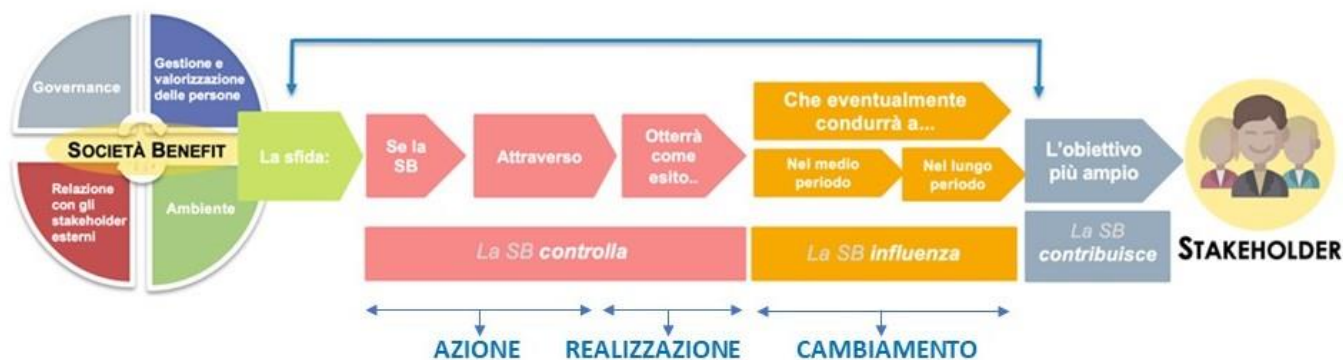 Governance
Gestione e
valorizzazione
delle persone
SOCIETÀ BENEFIT
Relazione
con gli
stakeholder
esterni
Ambiente
La sfida:
Se la
SB
Attraverso
Otterrà
come
esito..
Che eventualmente
condurrà a...
Nel medio
periodo
Nel lungo
periodo
L'obiettivo
più ampio
La SB controlla
La SB influenza
La SB
contribuisce
STAKEHOLDER
AZIONE
REALIZZAZIONE
CAMBIAMENTO